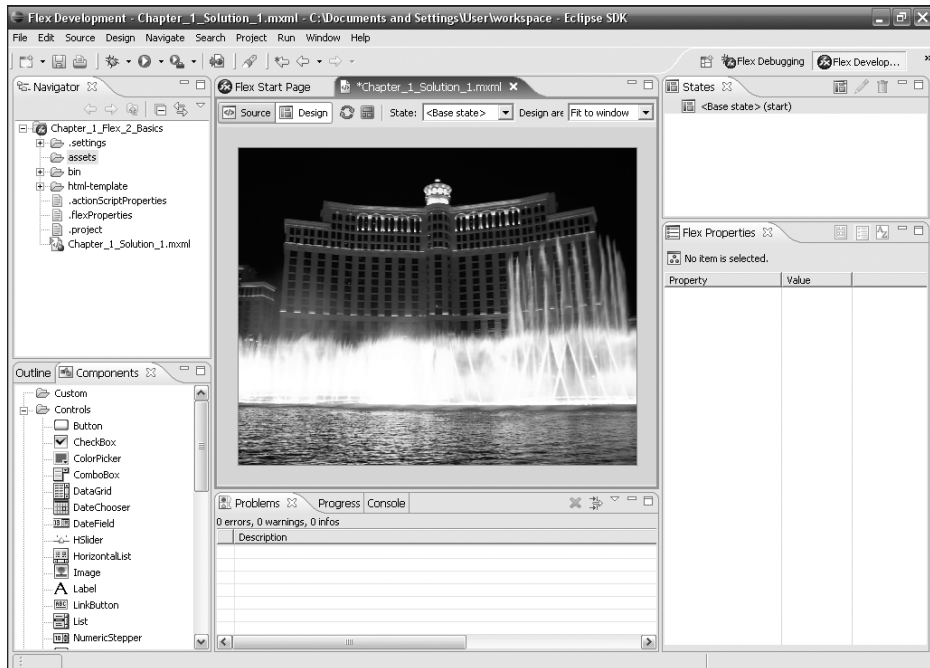 Flex Development - Chapter_1_Solution_1.mxml - C:\Documents and Settings\User\workspace - Eclipse SDK
File Edit Source Design Navigate Search Project Run Window Help
Flex Debugging Flex Develop... »
Navigator
Chapter_1_Flex_2_Basics
.settings
assets
bin
html-template
.actionScriptProperties
.flexProperties
.project
Chapter_1_Solution_1.mxml
Outline Components
Custom
Controls
Button
CheckBox
ColorPicker
ComboBox
DataGrid
DateChooser
DateField
HSlider
HorizontalList
Image
Label
LinkButton
List
NumericStepper
Flex Start Page *Chapter_1_Solution_1.mxml
Source Design State: <Base state> Design are Fit to window
Problems Progress Console
0 errors, 0 warnings, 0 infos
Description
States
<Base state> (start)
Flex Properties
No item is selected.
Property Value